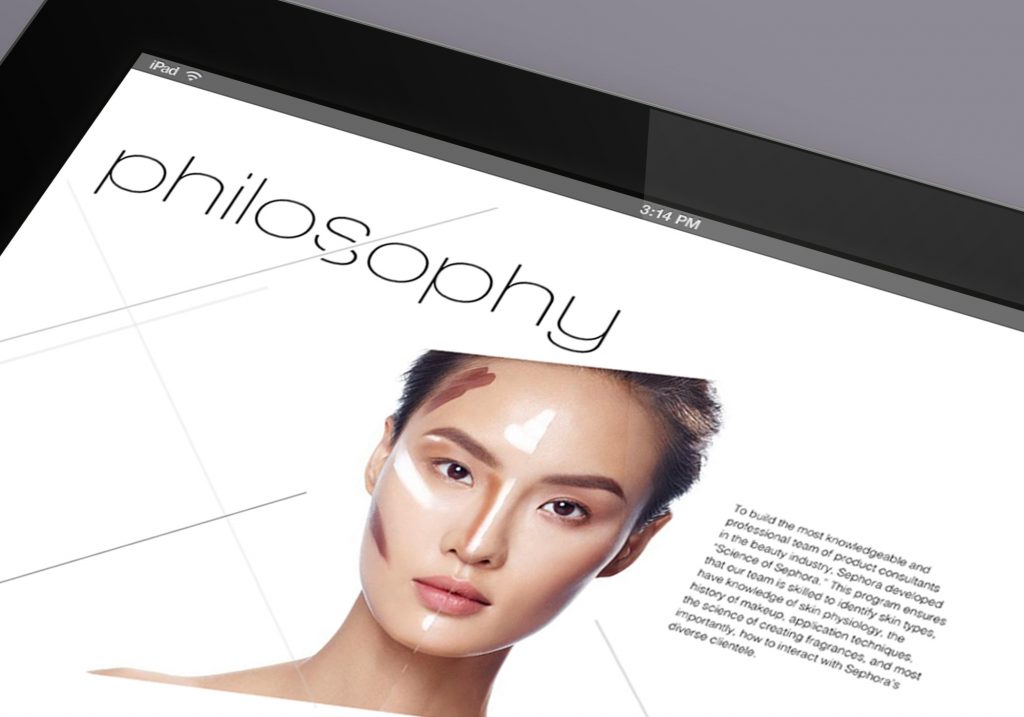 iPad
3:14 PM
philosophy
To build the most knowledgeable and
professional team of product consultants
in the beauty industry, Sephora developed
“Science of Sephora.” This program ensures
that our team is skilled to identify skin types,
have knowledge of skin physiology, the
history of makeup, application techniques,
the science of creating fragrances, and most
importantly, how to interact with Sephora’s
diverse clientele.